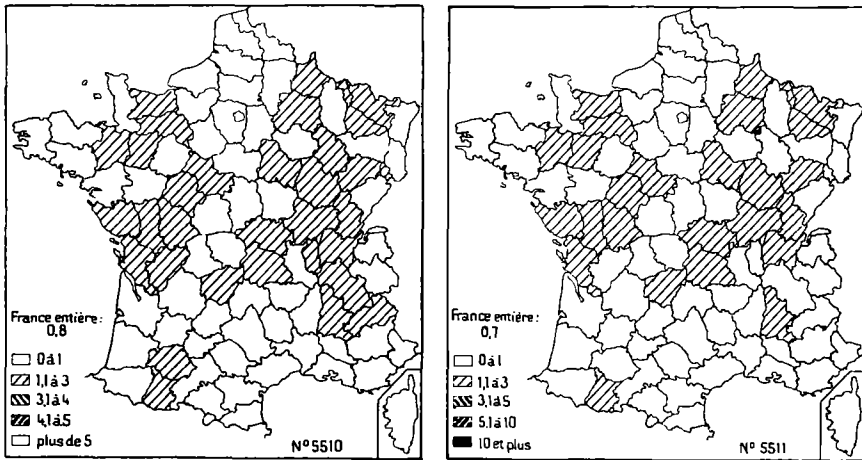 France entière :
0,8
0 à 1
1,1 à 3
3,1 à 4
4,1 à 5
plus de 5
N° 5510
France entière :
0,7
0 à 1
1,1 à 3
3,1 à 5
5,1 à 10
10 et plus
N° 5511